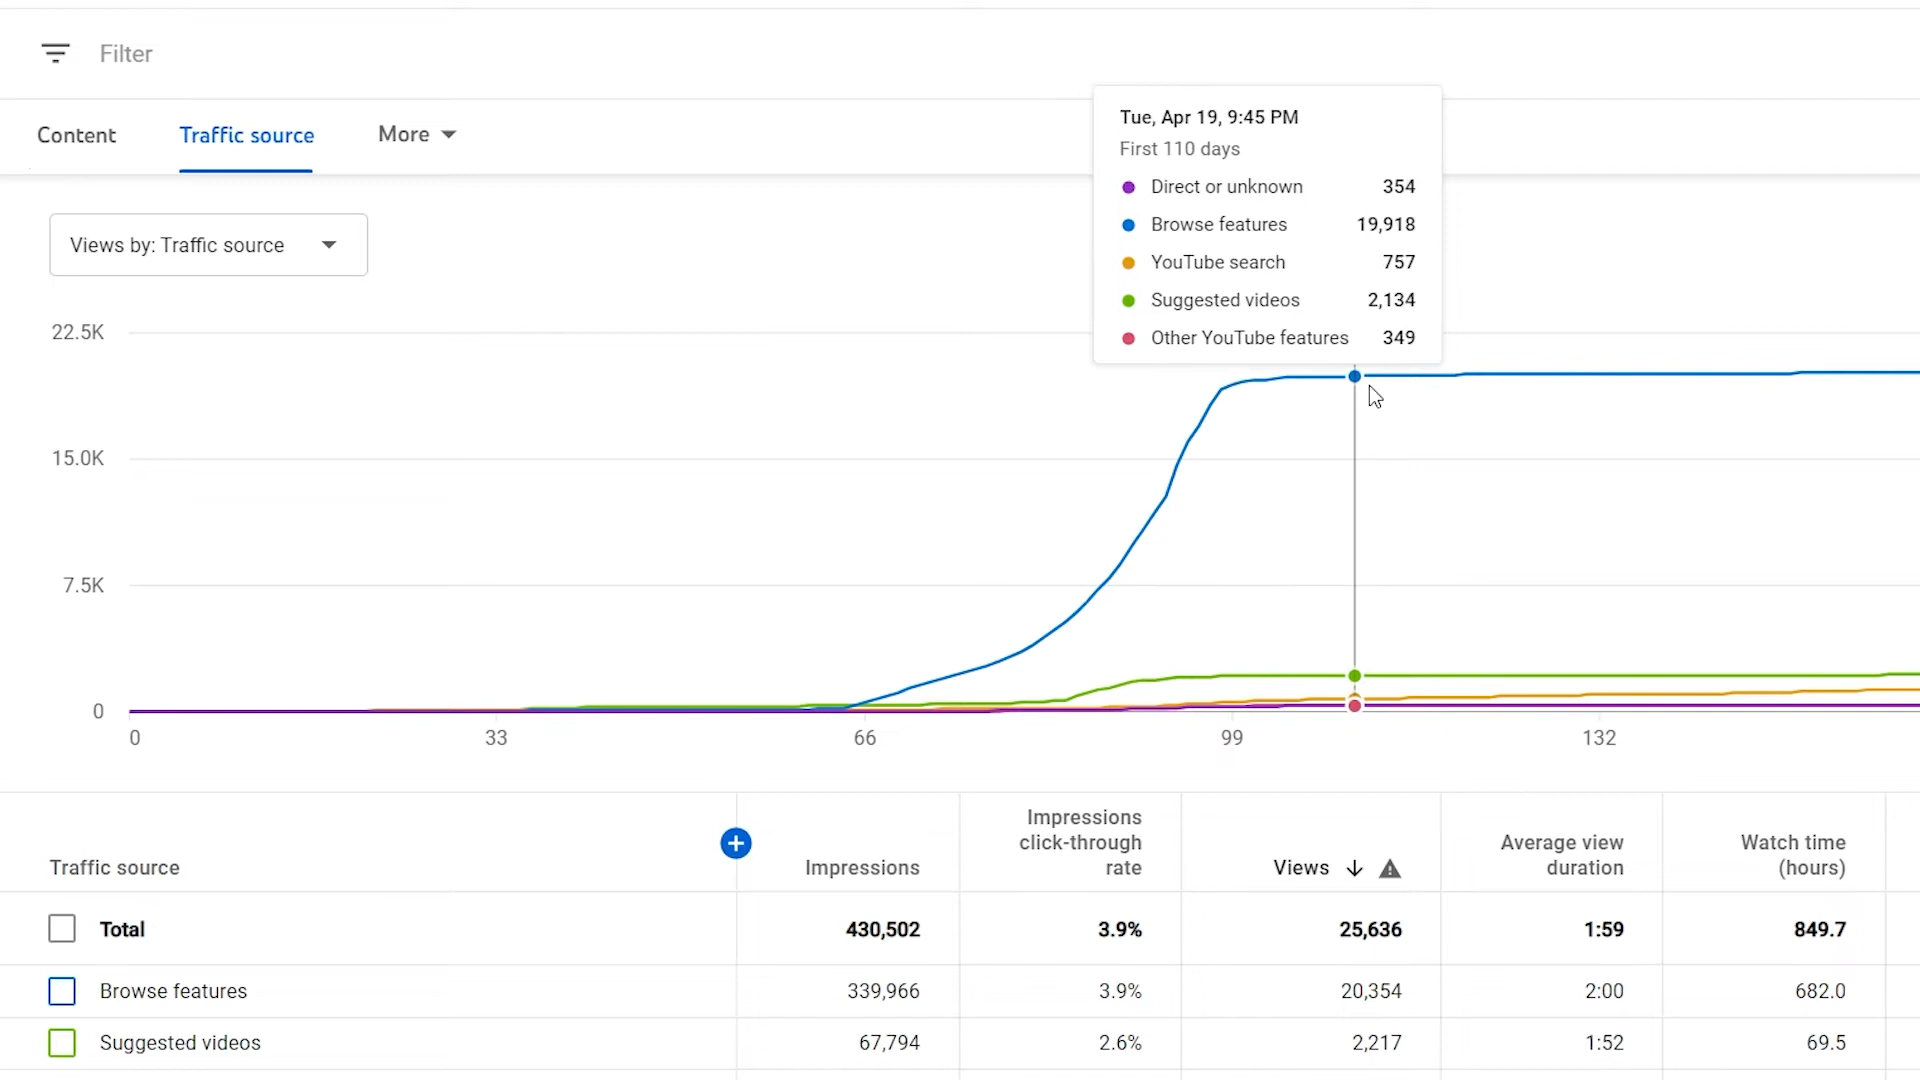 Filter
Content
Traffic source
More
Tue, Apr 19, 9:45 PM
First 110 days
Direct or unknown 354
Browse features 19,918
YouTube search 757
Suggested videos 2,134
Other YouTube features 349
Views by: Traffic source
22.5K
15.0K
7.5K
0
0 33 66 99 132
Traffic source
Impressions
Impressions
click-through
rate
Views
Average view
duration
Watch time
(hours)
Total 430,502 3.9% 25,636 1:59 849.7
Browse features 339,966 3.9% 20,354 2:00 682.0
Suggested videos 67,794 2.6% 2,217 1:52 69.5